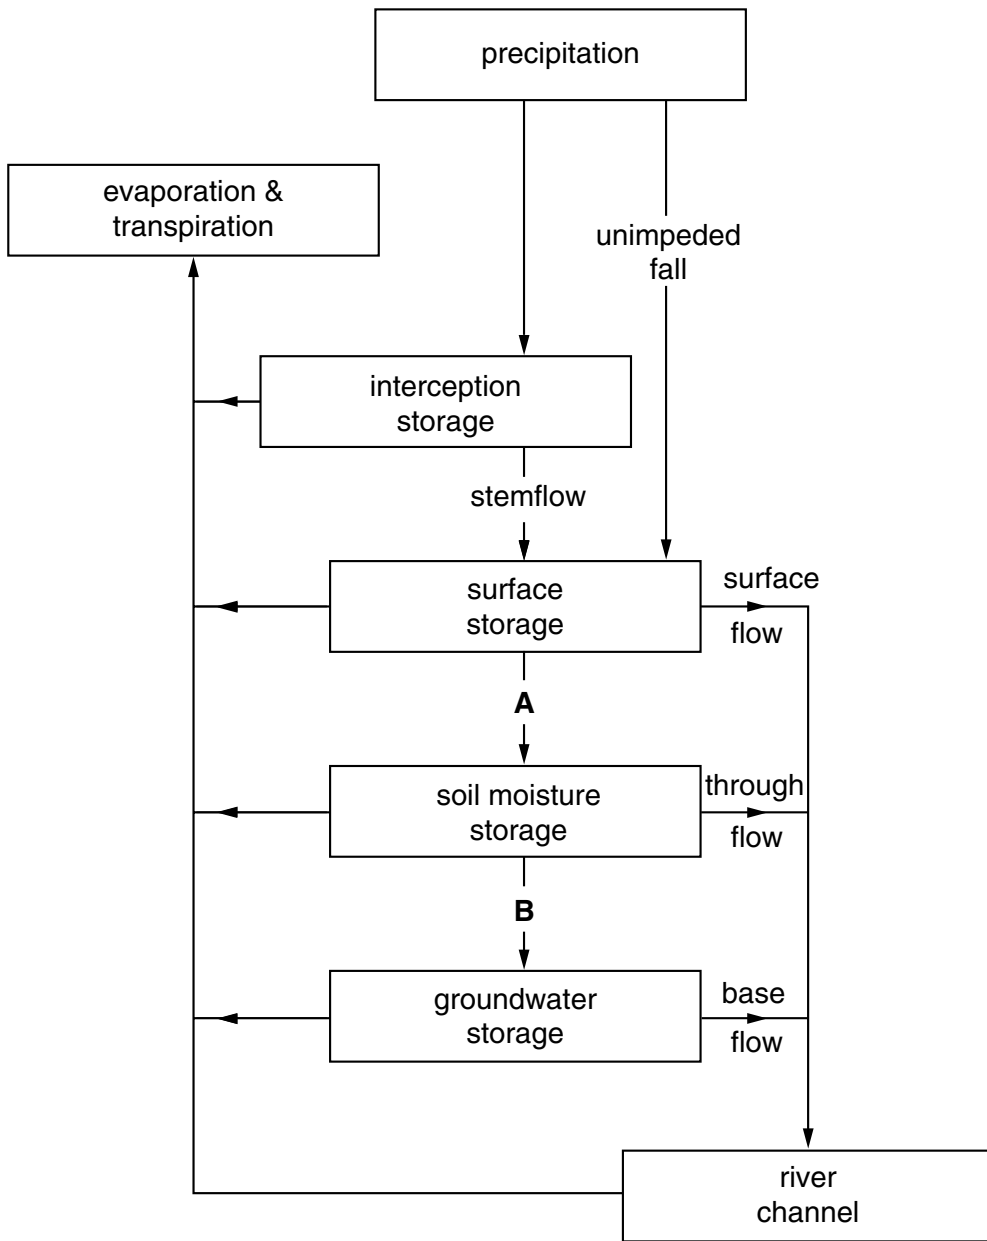 precipitation
evaporation &
transpiration
unimpeded
fall
interception
storage
stemflow
surface
storage
surface
flow
A
soil moisture
storage
through
flow
B
groundwater
storage
base
flow
river
channel